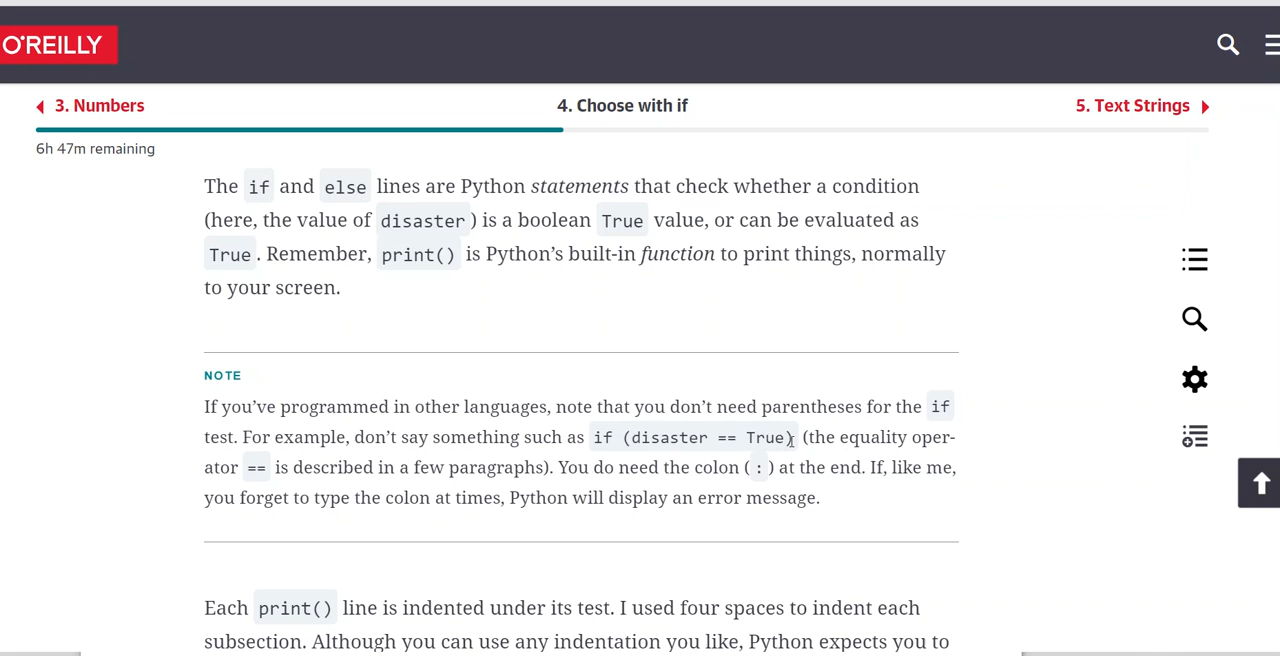 O'REILLY
3. Numbers
4. Choose with if
5. Text Strings
6h 47m remaining
The if and else lines are Python statements that check whether a condition
(here, the value of disaster) is a boolean True value, or can be evaluated as
True. Remember, print() is Python’s built-in function to print things, normally
to your screen.
NOTE
If you’ve programmed in other languages, note that you don’t need parentheses for the if
test. For example, don’t say something such as if (disaster == True) (the equality oper-
ator == is described in a few paragraphs). You do need the colon (:) at the end. If, like me,
you forget to type the colon at times, Python will display an error message.
Each print() line is indented under its test. I used four spaces to indent each
subsection. Although you can use any indentation you like, Python expects you to